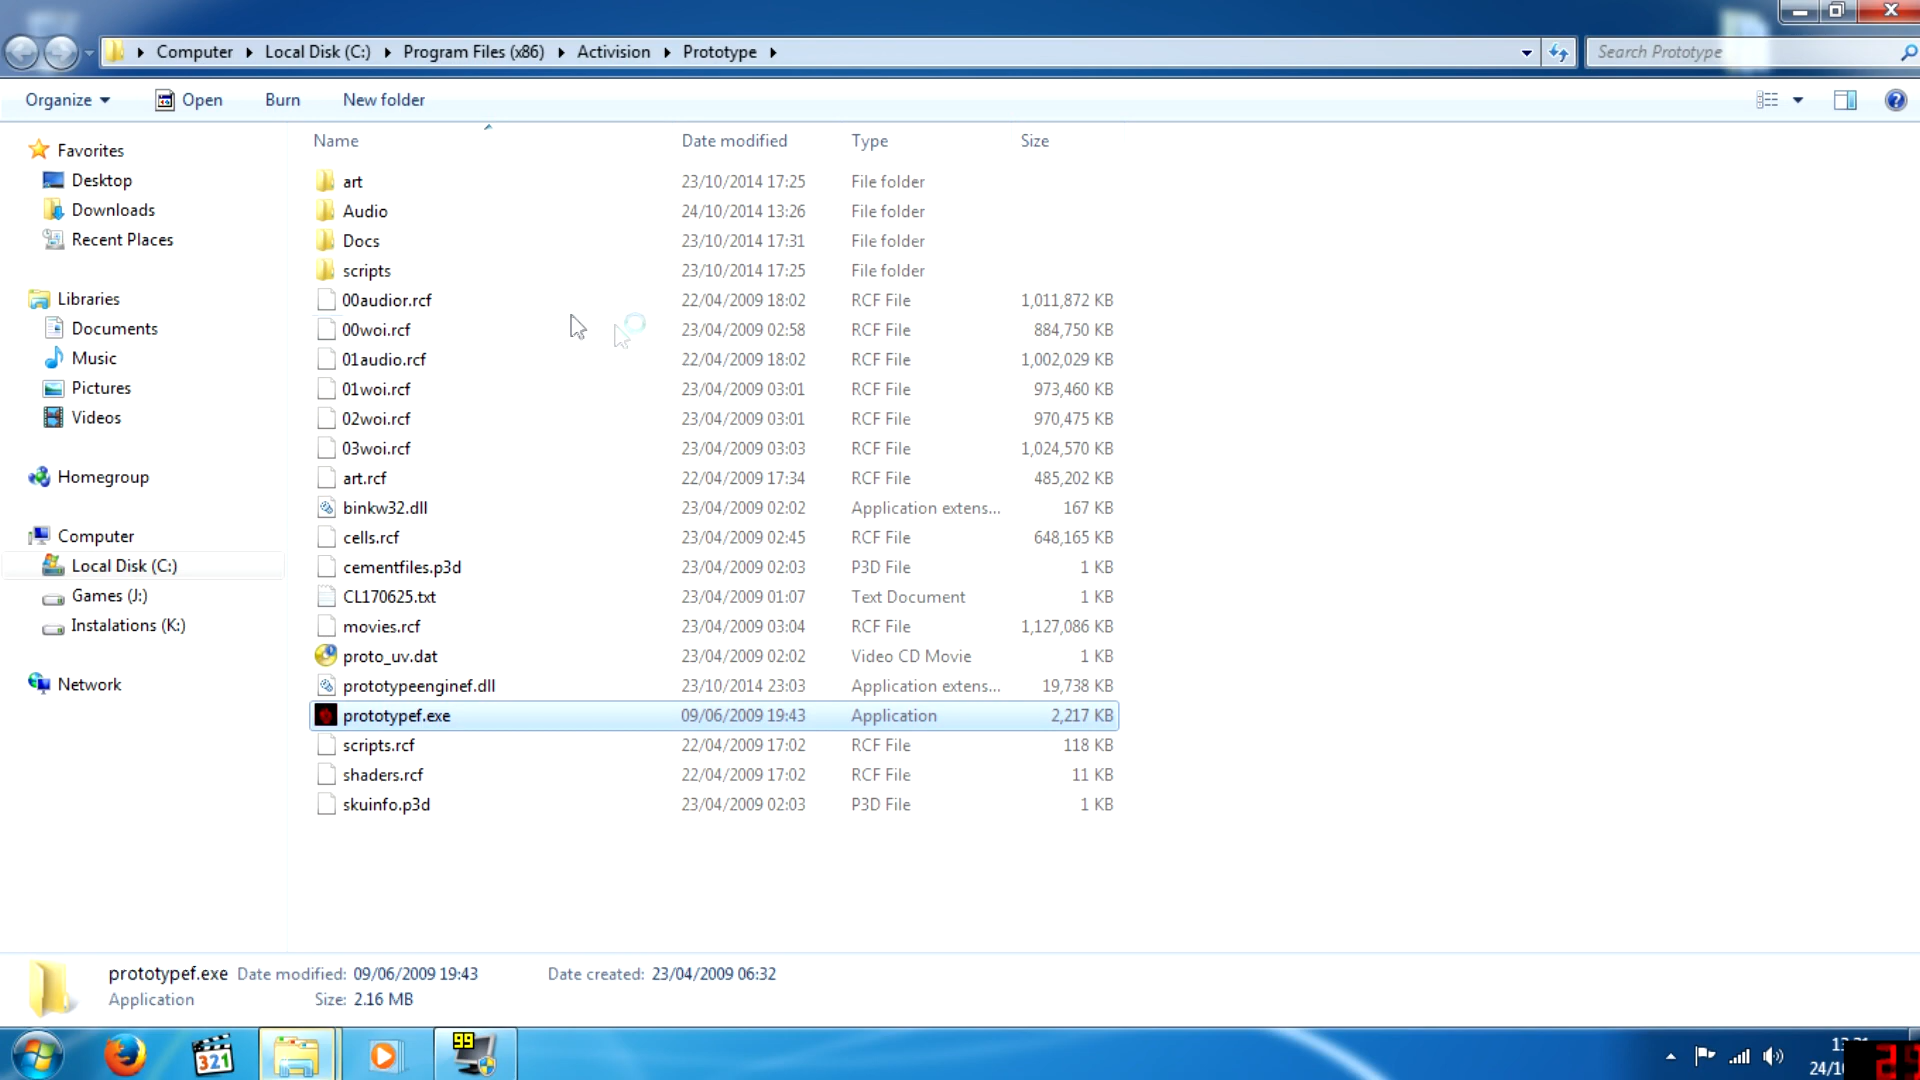 Computer Local Disk (C:) Program Files (x86) Activision Prototype
Search Prototype
Organize Open Burn New folder
Name Date modified Type Size
Favorites
Desktop
Downloads
Recent Places
Libraries
Documents
Music
Pictures
Videos
Homegroup
Computer
Local Disk (C:)
Games (J:)
Instalations (K:)
Network
art 23/10/2014 17:25 File folder
Audio 24/10/2014 13:26 File folder
Docs 23/10/2014 17:31 File folder
scripts 23/10/2014 17:25 File folder
00audior.rcf 22/04/2009 18:02 RCF File 1,011,872 KB
00woi.rcf 23/04/2009 02:58 RCF File 884,750 KB
01audio.rcf 22/04/2009 18:02 RCF File 1,002,029 KB
01woi.rcf 23/04/2009 03:01 RCF File 973,460 KB
02woi.rcf 23/04/2009 03:01 RCF File 970,475 KB
03woi.rcf 23/04/2009 03:03 RCF File 1,024,570 KB
art.rcf 22/04/2009 17:34 RCF File 485,202 KB
binkw32.dll 23/04/2009 02:02 Application extens... 167 KB
cells.rcf 23/04/2009 02:45 RCF File 648,165 KB
cementfiles.p3d 23/04/2009 02:03 P3D File 1 KB
CL170625.txt 23/04/2009 01:07 Text Document 1 KB
movies.rcf 23/04/2009 03:04 RCF File 1,127,086 KB
proto_uv.dat 23/04/2009 02:02 Video CD Movie 1 KB
prototypeenginef.dll 23/10/2014 23:03 Application extens... 19,738 KB
prototypef.exe 09/06/2009 19:43 Application 2,217 KB
scripts.rcf 22/04/2009 17:02 RCF File 118 KB
shaders.rcf 22/04/2009 17:02 RCF File 11 KB
skuinfo.p3d 23/04/2009 02:03 P3D File 1 KB
prototypef.exe Date modified: 09/06/2009 19:43 Date created: 23/04/2009 06:32
Application Size: 2.16 MB
321
99